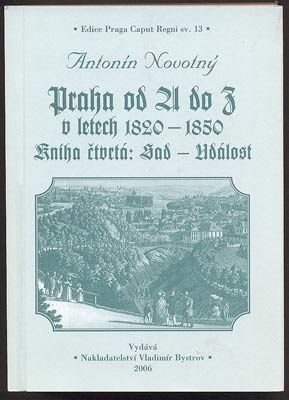 • Edice Praga Caput Regni sv. 13 •
Antonín Novotný
Praha od A do Z
v letech 1820 – 1850
Kniha čtvrtá: Sad – Událost
Vydává
• Nakladatelství Vladimír Bystrov •
2006